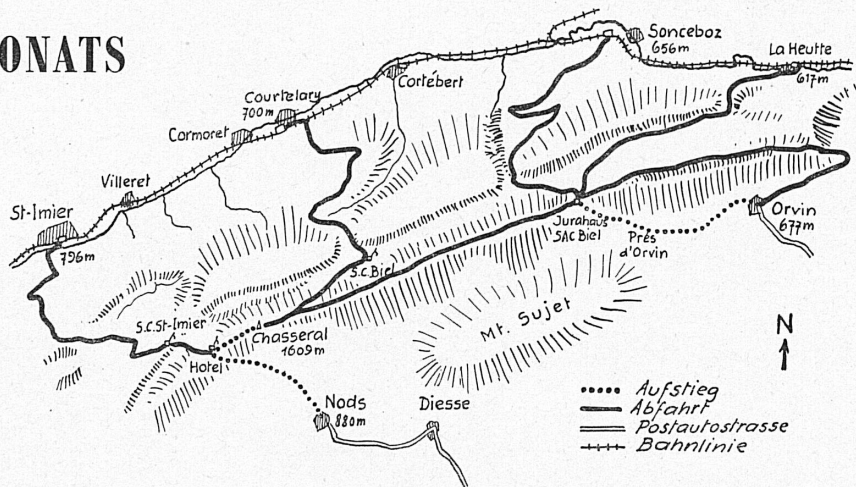 ONATS
Sonceboz
656m
La Heutte
617m
Cortébert
Courtelary
700m
Cormoret
Villeret
St-Imier
796m
Orvin
677m
Jurahaus
SAC Biel
Prés
d'Orvin
S.C. Biel
S.C. St-Imier
Mt. Sujet
Chasseral
1609m
Hotel
N
Nods
880m
Diesse
Aufstieg
Abfahrt
Postautostrasse
Bahnlinie